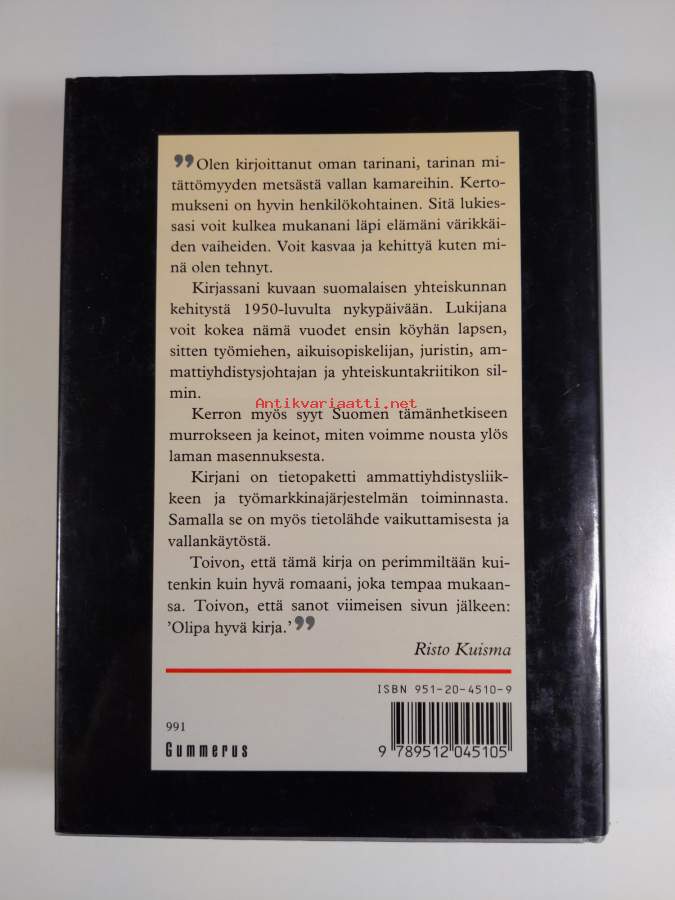 ”Olen kirjoittanut oman tarinani, tarinan mi-
tättömyyden metsästä vallan kamareihin. Kerto-
mukseni on hyvin henkilökohtainen. Sitä lukies-
sasi voit kulkea mukanani läpi elämäni värikkäi-
den vaiheiden. Voit kasvaa ja kehittyä kuten mi-
nä olen tehnyt.
Kirjassani kuvaan suomalaisen yhteiskunnan
kehitystä 1950-luvulta nykypäivään. Lukijana
voit kokea nämä vuodet ensin köyhän lapsen,
sitten työmiehen, aikuisopiskelijan, juristin, am-
mattiyhdistysjohtajan ja yhteiskuntakriitikon sil-
min.
Antikvariaatti.net
Kerron myös syyt Suomen tämänhetkiseen
murrokseen ja keinot, miten voimme nousta ylös
laman masennuksesta.
Kirjani on tietopaketti ammattiyhdistysliik-
keen ja työmarkkinajärjestelmän toiminnasta.
Samalla se on myös tietolähde vaikuttamisesta ja
vallankäytöstä.
Toivon, että tämä kirja on perimmiltään kui-
tenkin kuin hyvä romaani, joka tempaa mukaan-
sa. Toivon, että sanot viimeisen sivun jälkeen:
’Olipa hyvä kirja.’”
Risto Kuisma
ISBN 951-20-4510-9
991
Gummerus
9 789512 045105